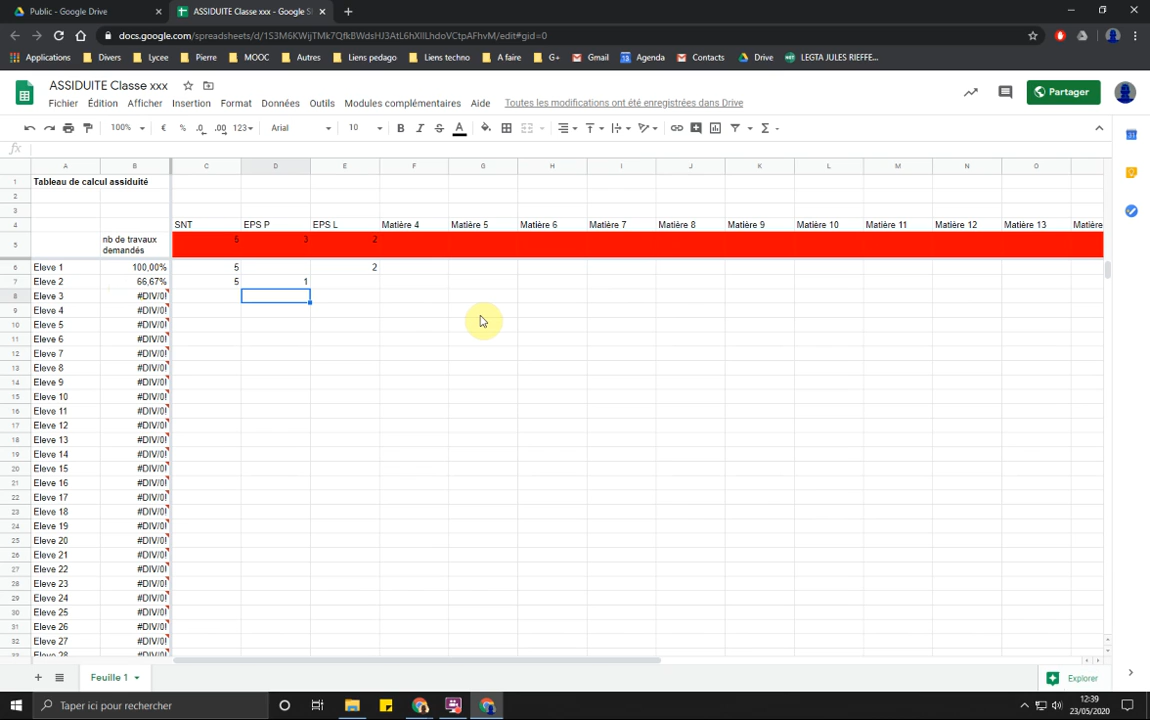 Public - Google Drive
ASSIDUITE Classe xxx - Google S
docs.google.com/spreadsheets/d/1S3M6KWijTMk7QfkBWdsHJ3AtL6hXIlLhdoVCtpAFhvM/edit#gid=0
Applications Divers Lycee Pierre MOOC Autres Liens pedago Liens techno A faire G+ Gmail Agenda Contacts Drive LEGTA JULES RIEFFE...
ASSIDUITE Classe xxx
Partager
Fichier Édition Afficher Insertion Format Données Outils Modules complémentaires Aide Toutes les modifications ont été enregistrées dans Drive
100% € % .0 .00 123 Arial 10 B I S A Σ
fx
A B C D E F G H I J K L M N O
1 Tableau de calcul assiduité
2
3
4 SNT EPS P EPS L Matière 4 Matière 5 Matière 6 Matière 7 Matière 8 Matière 9 Matière 10 Matière 11 Matière 12 Matière 13 Matière
5 nb de travaux demandés 5 3 2
6 Eleve 1 100,00% 5 2
7 Eleve 2 66,67% 5 1
8 Eleve 3 #DIV/0!
9 Eleve 4 #DIV/0!
10 Eleve 5 #DIV/0!
11 Eleve 6 #DIV/0!
12 Eleve 7 #DIV/0!
13 Eleve 8 #DIV/0!
14 Eleve 9 #DIV/0!
15 Eleve 10 #DIV/0!
16 Eleve 11 #DIV/0!
17 Eleve 12 #DIV/0!
18 Eleve 13 #DIV/0!
19 Eleve 14 #DIV/0!
20 Eleve 15 #DIV/0!
21 Eleve 16 #DIV/0!
22 Eleve 17 #DIV/0!
23 Eleve 18 #DIV/0!
24 Eleve 19 #DIV/0!
25 Eleve 20 #DIV/0!
26 Eleve 21 #DIV/0!
27 Eleve 22 #DIV/0!
28 Eleve 23 #DIV/0!
29 Eleve 24 #DIV/0!
30 Eleve 25 #DIV/0!
31 Eleve 26 #DIV/0!
32 Eleve 27 #DIV/0!
33 Eleve 28 #DIV/0!
Feuille 1
Explorer
Taper ici pour rechercher
12:39
23/05/2020